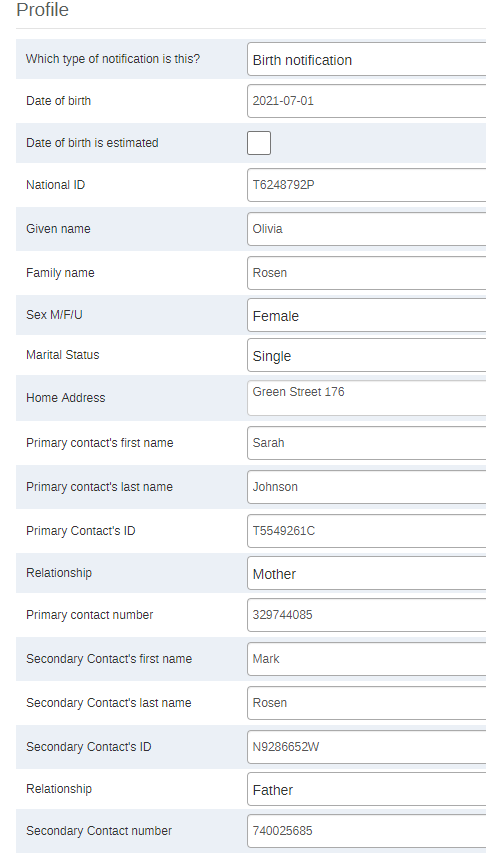 Profile
Which type of notification is this? Birth notification
Date of birth 2021-07-01
Date of birth is estimated
National ID T6248792P
Given name Olivia
Family name Rosen
Sex M/F/U Female
Marital Status Single
Home Address Green Street 176
Primary contact's first name Sarah
Primary contact's last name Johnson
Primary Contact's ID T5549261C
Relationship Mother
Primary contact number 329744085
Secondary Contact's first name Mark
Secondary Contact's last name Rosen
Secondary Contact's ID N9286652W
Relationship Father
Secondary Contact number 740025685